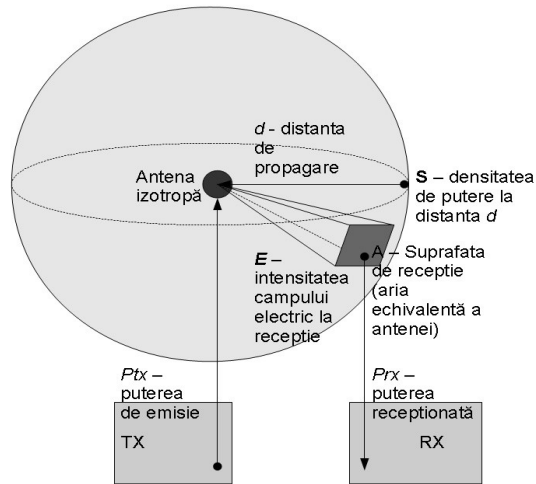 d - distanta
de
propagare
Antena
izotropă
S – densitatea
de putere la
distanta d
E –
intensitatea
campului
electric la
receptie
A – Suprafata
de receptie
(aria
echivalentă a
antenei)
Ptx –
puterea
de emisie
TX
Prx –
puterea
receptionată
RX